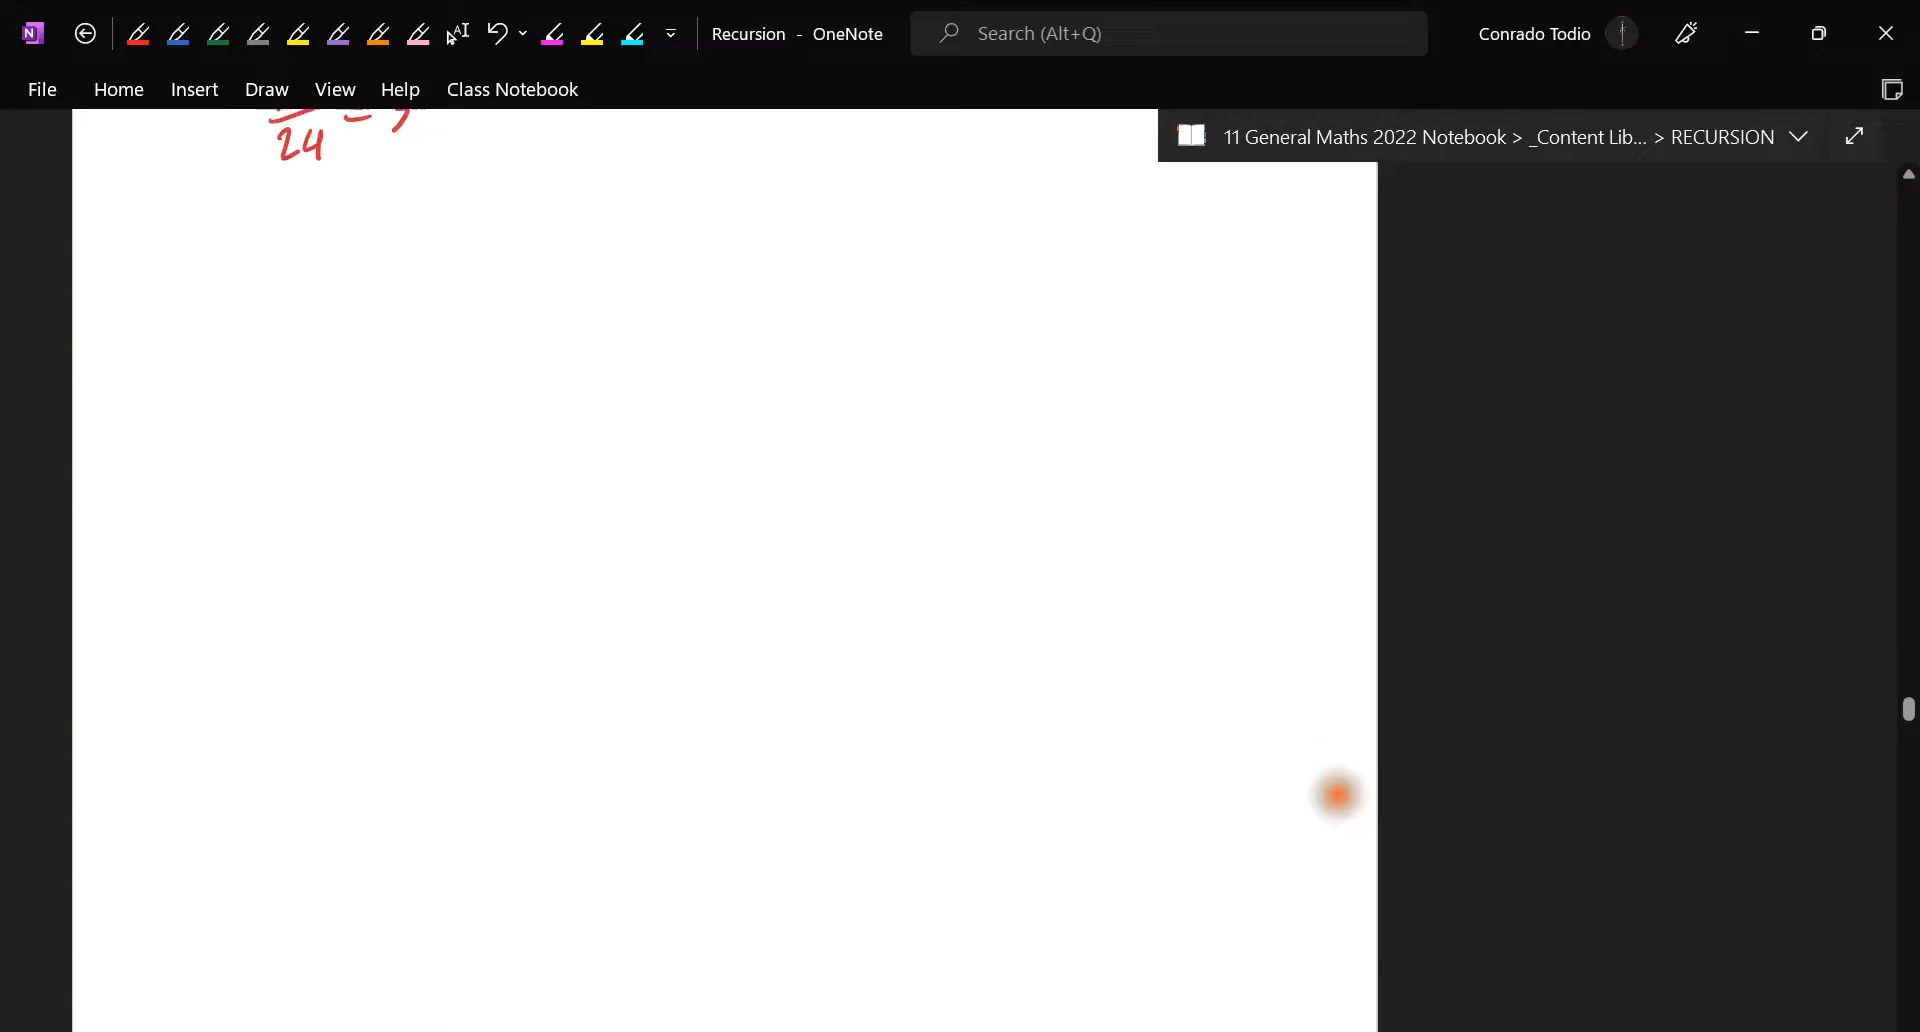 Recursion - OneNote
Search (Alt+Q)
Conrado Todio
File Home Insert Draw View Help Class Notebook
11 General Maths 2022 Notebook > _Content Lib... > RECURSION
24 =